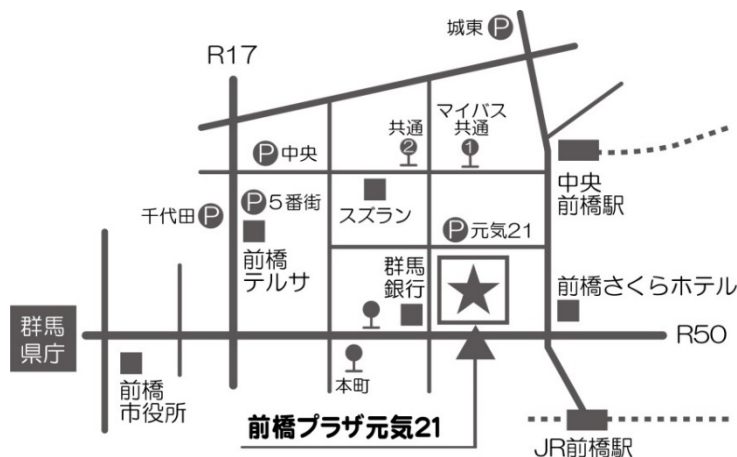 城東 P
R17
マイバス
共通
1
共通
2
P 中央
中央
前橋駅
P 5番街
スズラン
千代田 P
P 元気21
前橋
テルサ
群馬
銀行
前橋さくらホテル
群馬
県庁
R50
前橋
市役所
本町
前橋プラザ元気21
JR前橋駅